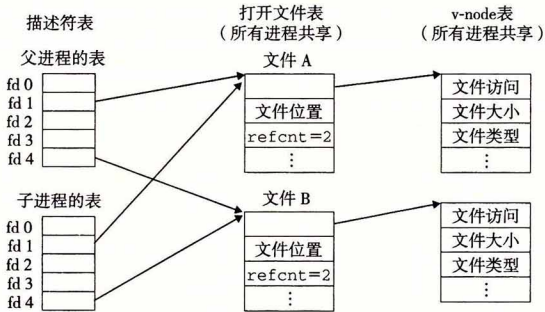 描述符表
打开文件表
（所有进程共享）
v-node表
（所有进程共享）
父进程的表
fd 0
fd 1
fd 2
fd 3
fd 4
文件 A
文件位置
refcnt=2
⋮
文件访问
文件大小
文件类型
⋮
子进程的表
fd 0
fd 1
fd 2
fd 3
fd 4
文件 B
文件位置
refcnt=2
⋮
文件访问
文件大小
文件类型
⋮